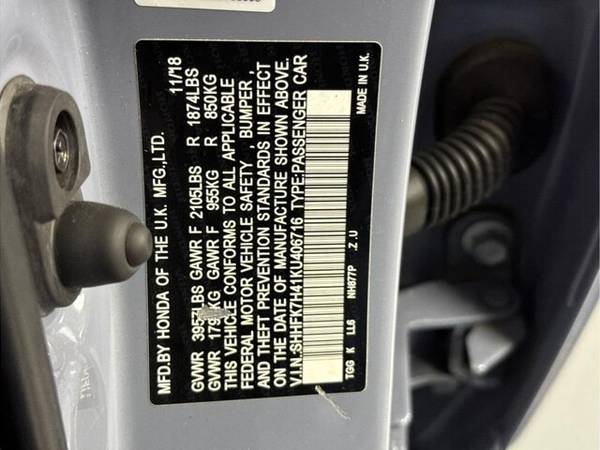 MFD.BY HONDA OF THE U.K. MFG.,LTD. 11/18
GVWR 3957LBS GAWR F 2105LBS R 1874LBS
GVWR KG GAWR F 955KG R 850KG
THIS VEHICLE CONFORMS TO ALL APPLICABLE
FEDERAL MOTOR VEHICLE SAFETY , BUMPER ,
AND THEFT PREVENTION STANDARDS IN EFFECT
ON THE DATE OF MANUFACTURE SHOWN ABOVE.
V.I.N.:SHHFK7H41KU406716 TYPE:PASSENGER CAR
TGG K LL6 NH877P .Z.U MADE IN U.K.